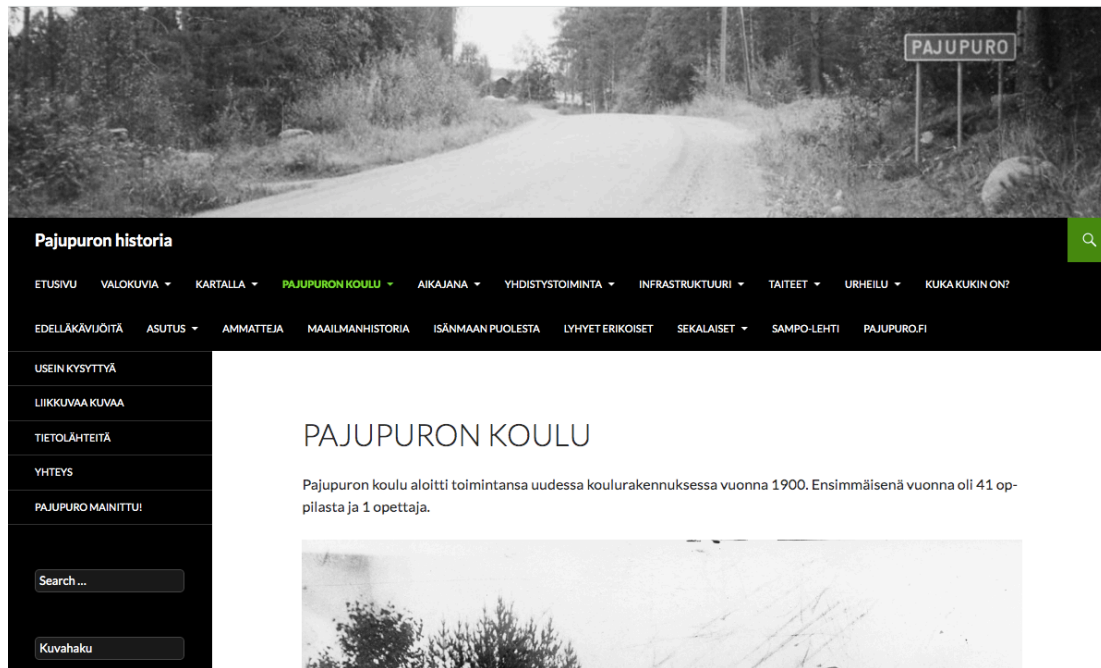 PAJUPURO
Pajupuron historia
ETUSIVU VALOKUVIA KARTALLA PAJUPURON KOULU AIKAJANA YHDISTYSTOIMINTA INFRASTRUKTUURI TAITEET URHEILU KUKA KUKIN ON?
EDELLÄKÄVIJÖITÄ ASUTUS AMMATTEJA MAAILMANHISTORIA ISÄNMAAN PUOLESTA LYHYET ERIKOISET SEKALAISET SAMPO-LEHTI PAJUPURO.FI
USEIN KYSYTTYÄ
LIIKKUVAA KUVAA
TIETOLÄHTEITÄ
YHTEYS
PAJUPURO MAINITTU!
Search ...
Kuvahaku
PAJUPURON KOULU
Pajupuron koulu aloitti toimintansa uudessa koulurakennuksessa vuonna 1900. Ensimmäisenä vuonna oli 41 op-
pilasta ja 1 opettaja.